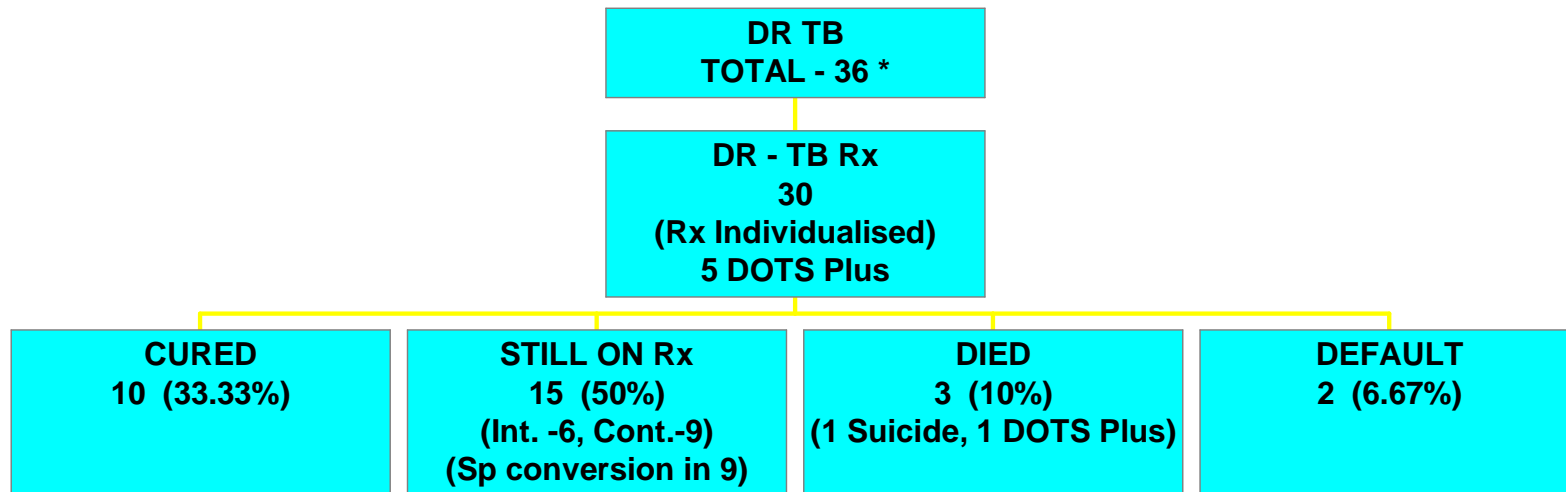 DR TB
TOTAL - 36 *
DR - TB Rx
30
(Rx Individualised)
5 DOTS Plus
CURED
10 (33.33%)
STILL ON Rx
15 (50%)
(Int. -6, Cont.-9)
(Sp conversion in 9)
DIED
3 (10%)
(1 Suicide, 1 DOTS Plus)
DEFAULT
2 (6.67%)